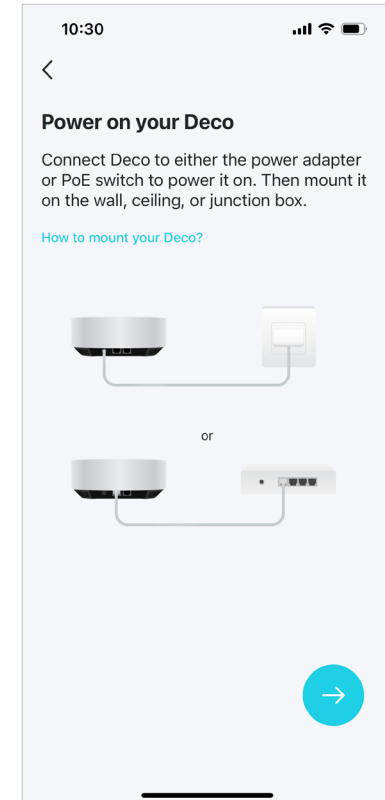 10:30
Power on your Deco
Connect Deco to either the power adapter
or PoE switch to power it on. Then mount it
on the wall, ceiling, or junction box.
How to mount your Deco?
or